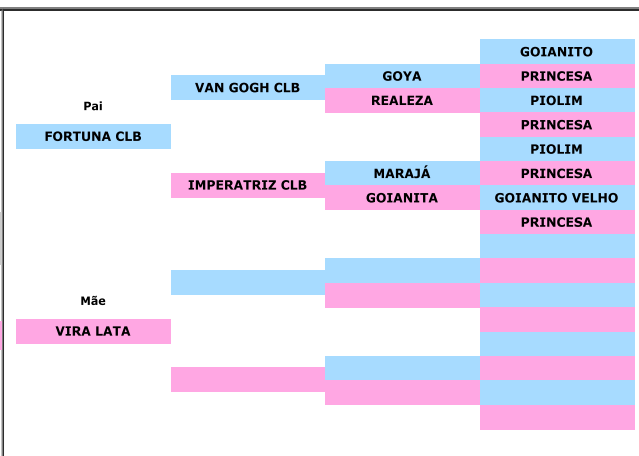 GOIANITO
GOYA
PRINCESA
VAN GOGH CLB
REALEZA
PIOLIM
Pai
PRINCESA
FORTUNA CLB
PIOLIM
MARAJÁ
PRINCESA
IMPERATRIZ CLB
GOIANITA
GOIANITO VELHO
PRINCESA
Mãe
VIRA LATA